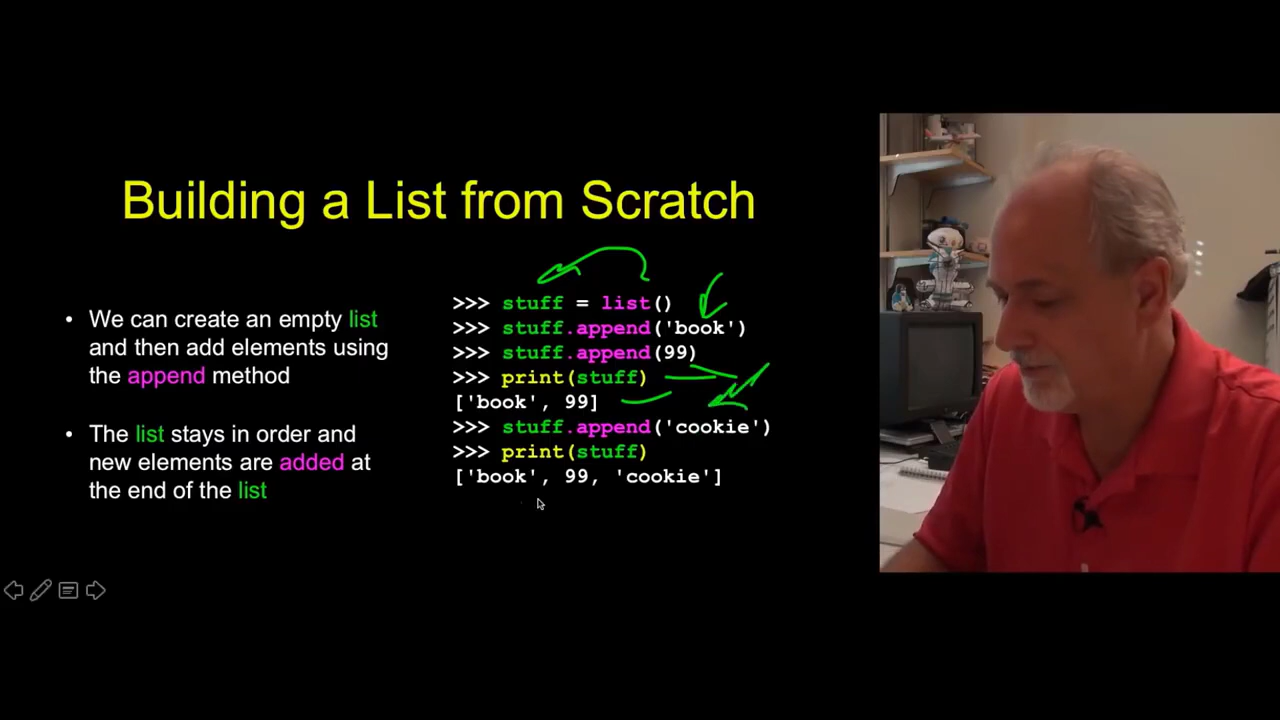 Building a List from Scratch
• We can create an empty list
and then add elements using
the append method
• The list stays in order and
new elements are added at
the end of the list
>>> stuff = list()
>>> stuff.append('book')
>>> stuff.append(99)
>>> print(stuff)
['book', 99]
>>> stuff.append('cookie')
>>> print(stuff)
['book', 99, 'cookie']